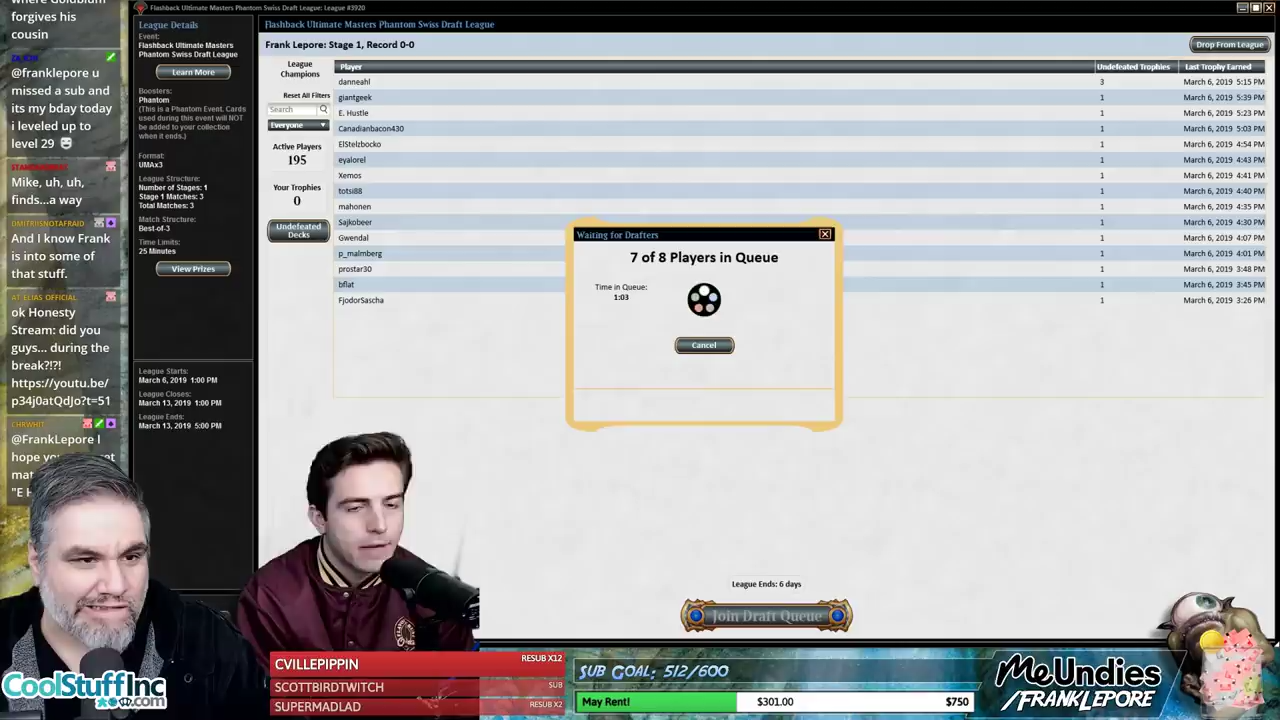 where Goldblum
forgives his
cousin
@franklepore u
missed a sub and
its my bday today
i leveled up to
level 29
Mike, uh, uh,
finds...a way
DMITRIISNOTAFRAID
And I know Frank
is into some of
that stuff.
AT_ELIAS_OFFICIAL
ok Honesty
Stream: did you
guys... during the
break?!?!
https://youtu.be/
p34j0atQdJo?t=51
CHRWHIT
@FrankLepore I
hope you
mat
"E H
Flashback Ultimate Masters Phantom Swiss Draft League: League #3920
League Details
Event:
Flashback Ultimate Masters
Phantom Swiss Draft League
Learn More
Boosters:
Phantom
(This is a Phantom Event. Cards
used during this event will NOT
be added to your collection
when it ends.)
Format:
UMAx3
League Structure:
Number of Stages: 1
Stage 1 Matches: 3
Total Matches: 3
Match Structure:
Best-of-3
Time Limits:
25 Minutes
View Prizes
League Starts:
March 6, 2019 1:00 PM
League Closes:
March 13, 2019 1:00 PM
League Ends:
March 13, 2019 5:00 PM
Flashback Ultimate Masters Phantom Swiss Draft League
Frank Lepore: Stage 1, Record 0-0
Drop From League
League
Champions
Reset All Filters
Search
Everyone
Active Players
195
Your Trophies
0
Undefeated
Decks
Player Undefeated Trophies Last Trophy Earned
danneahl 3 March 6, 2019 5:15 PM
giantgeek 1 March 6, 2019 5:39 PM
E. Hustle 1 March 6, 2019 5:23 PM
Canadianbacon430 1 March 6, 2019 5:03 PM
ElStelzbocko 1 March 6, 2019 4:54 PM
eyalorel 1 March 6, 2019 4:43 PM
Xemos 1 March 6, 2019 4:41 PM
totsi88 1 March 6, 2019 4:40 PM
mahonen 1 March 6, 2019 4:35 PM
Sajkobeer 1 March 6, 2019 4:30 PM
Gwendal 1 March 6, 2019 4:07 PM
p_malmberg 1 March 6, 2019 4:01 PM
prostar30 1 March 6, 2019 3:48 PM
bflat 1 March 6, 2019 3:45 PM
FjodorSascha 1 March 6, 2019 3:26 PM
Waiting for Drafters
7 of 8 Players in Queue
Time in Queue:
1:03
Cancel
League Ends: 6 days
Join Draft Queue
CoolStuffInc
.com
CVILLEPIPPIN RESUB X12
SCOTTBIRDTWITCH SUB
SUPERMADLAD RESUB X2
SUB GOAL: 512/600
May Rent! $301.00 $750
MeUndies
FRANKLEPORE